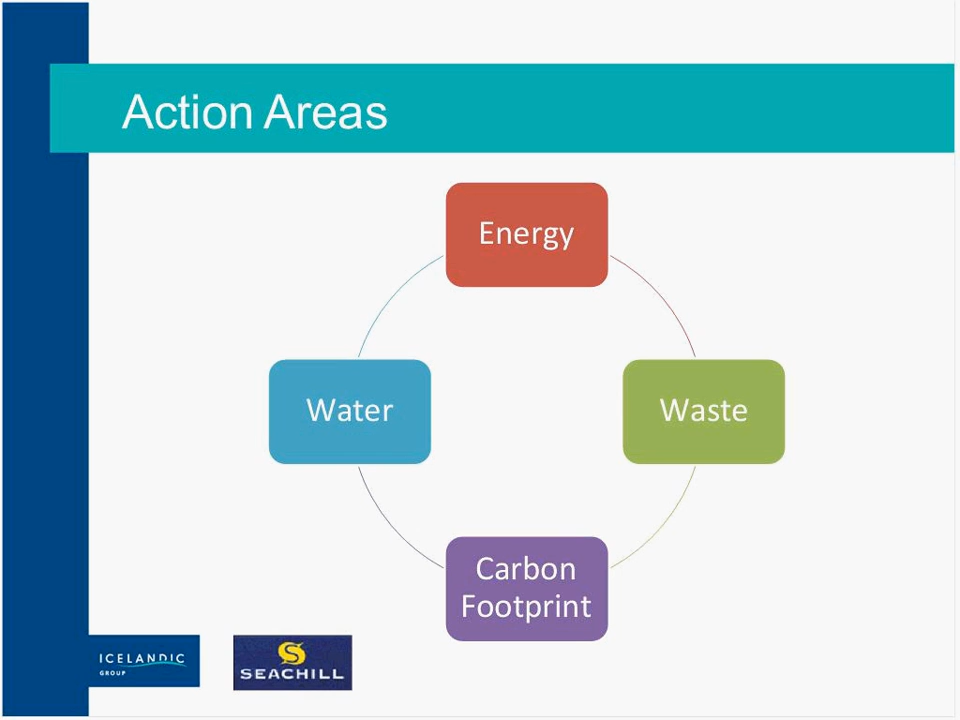 Action Areas
Energy
Water
Waste
Carbon
Footprint
ICELANDIC
GROUP
SEACHILL